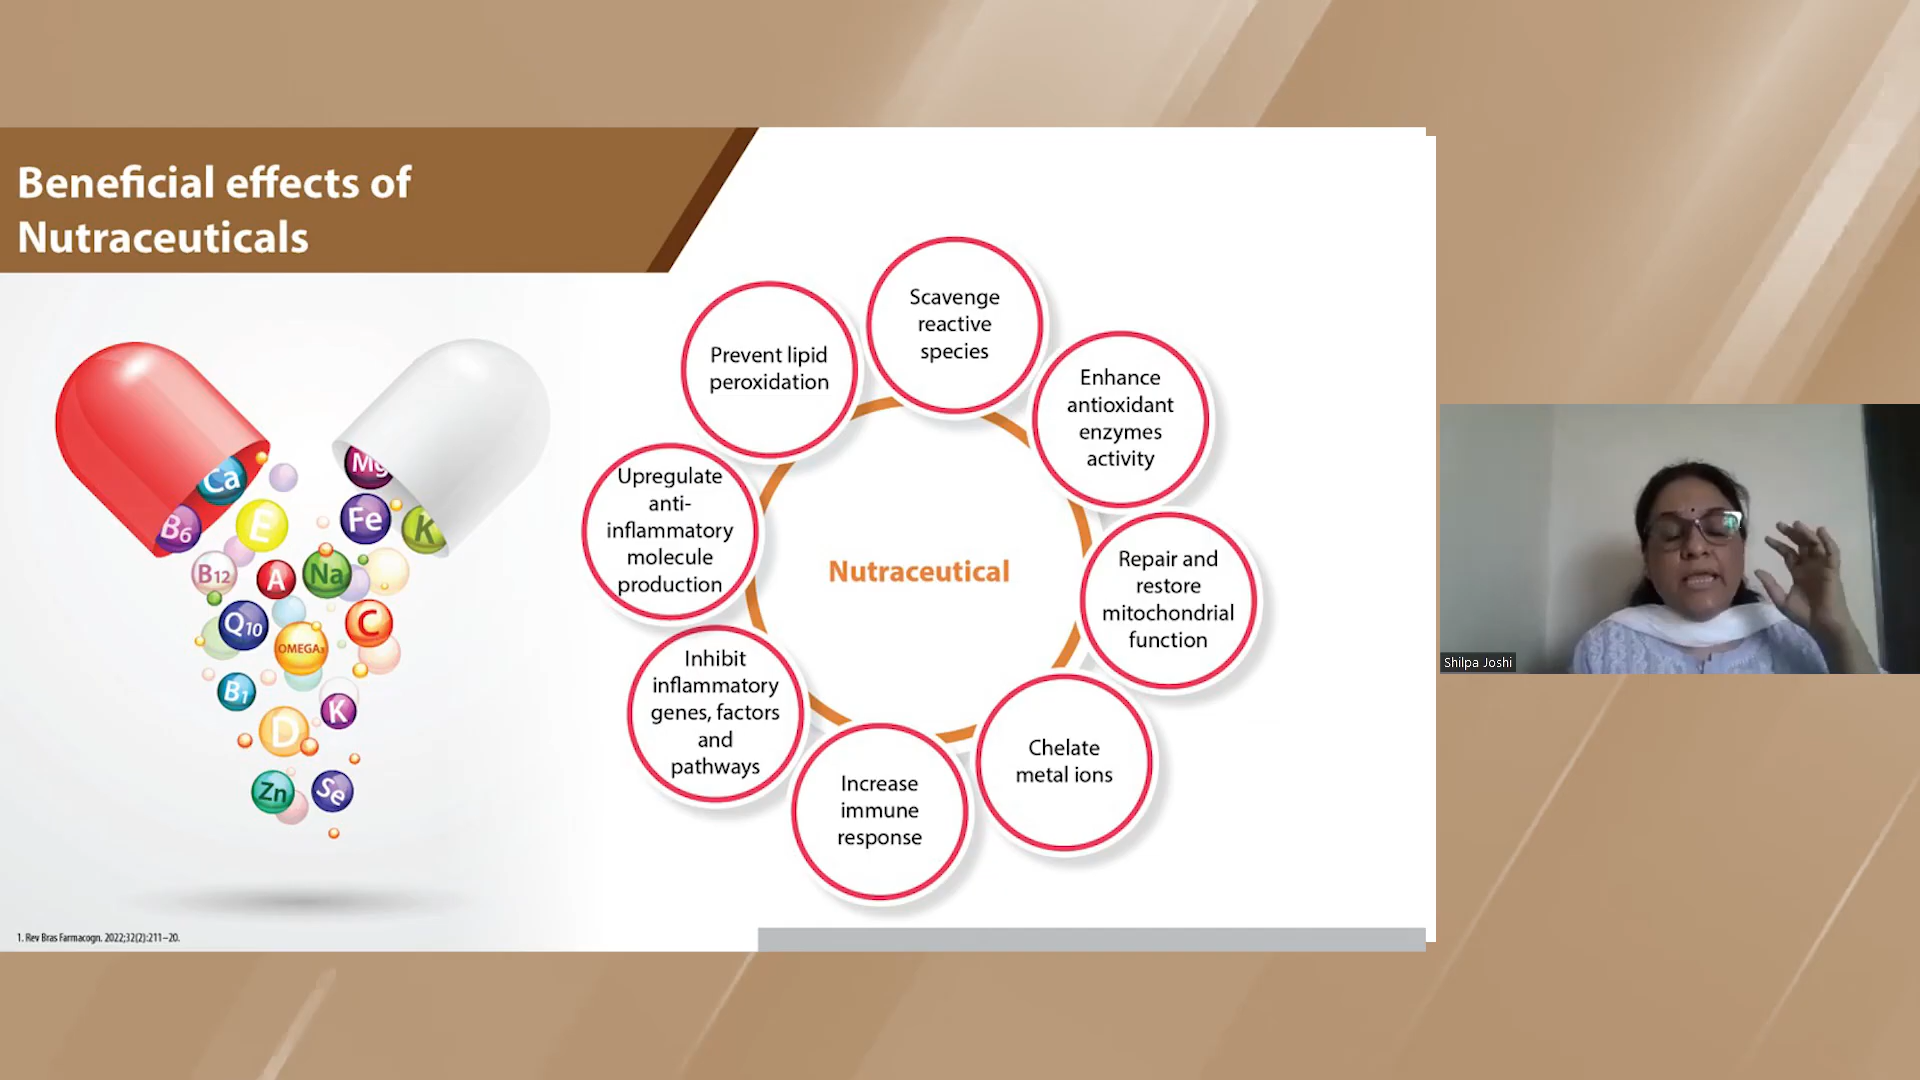 Beneficial effects of
Nutraceuticals
Scavenge
reactive
species
Prevent lipid
peroxidation
Enhance
antioxidant
enzymes
activity
Upregulate
anti-
inflammatory
molecule
production
Nutraceutical
Repair and
restore
mitochondrial
function
Inhibit
inflammatory
genes, factors
and
pathways
Chelate
metal ions
Increase
immune
response
Ca
Mg
B6
E
Fe
K
B12
A
Na
Q10
C
OMEGA3
B1
K
D
Zn
Se
1. Rev Bras Farmacogn. 2022;32(2):211–20.
Shilpa Joshi